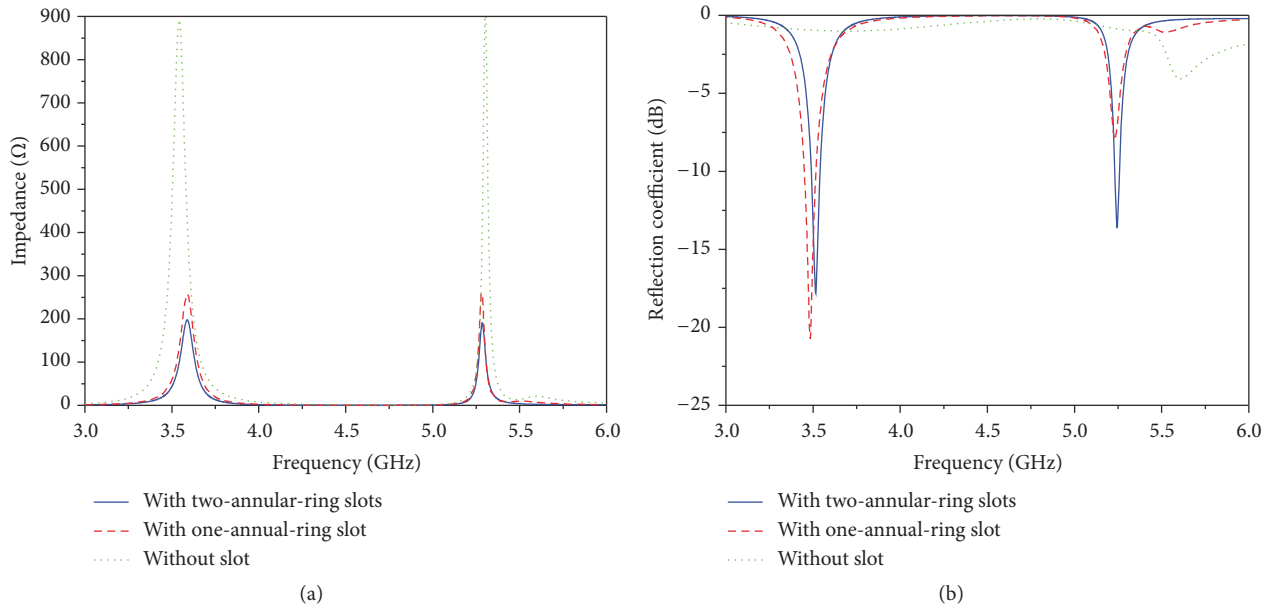 900
800
700
600
500
400
300
200
100
0
Impedance (Ω)
3.0 3.5 4.0 4.5 5.0 5.5 6.0
Frequency (GHz)
With two-annular-ring slots
With one-annual-ring slot
Without slot
(a)
0
−5
−10
−15
−20
−25
Reflection coefficient (dB)
3.0 3.5 4.0 4.5 5.0 5.5 6.0
Frequency (GHz)
With two-annular-ring slots
With one-annual-ring slot
Without slot
(b)